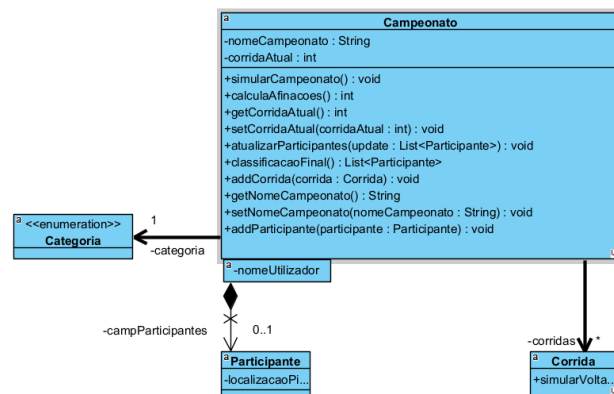 a
Campeonato
-nomeCampeonato : String
-corridaAtual : int
+simularCampeonato() : void
+calculaAfinacoes() : int
+getCorridaAtual() : int
+setCorridaAtual(corridaAtual : int) : void
+atualizarParticipantes(update : List<Participante>) : void
+classificacaoFinal() : List<Participante>
+addCorrida(corrida : Corrida) : void
+getNomeCampeonato() : String
+setNomeCampeonato(nomeCampeonato : String) : void
+addParticipante(participante : Participante) : void
a
<<enumeration>>
Categoria
1
-categoria
a
-nomeUtilizador
-campParticipantes
0..1
-corridas
*
a
Participante
-localizacaoPi...
a
Corrida
+simularVolta...